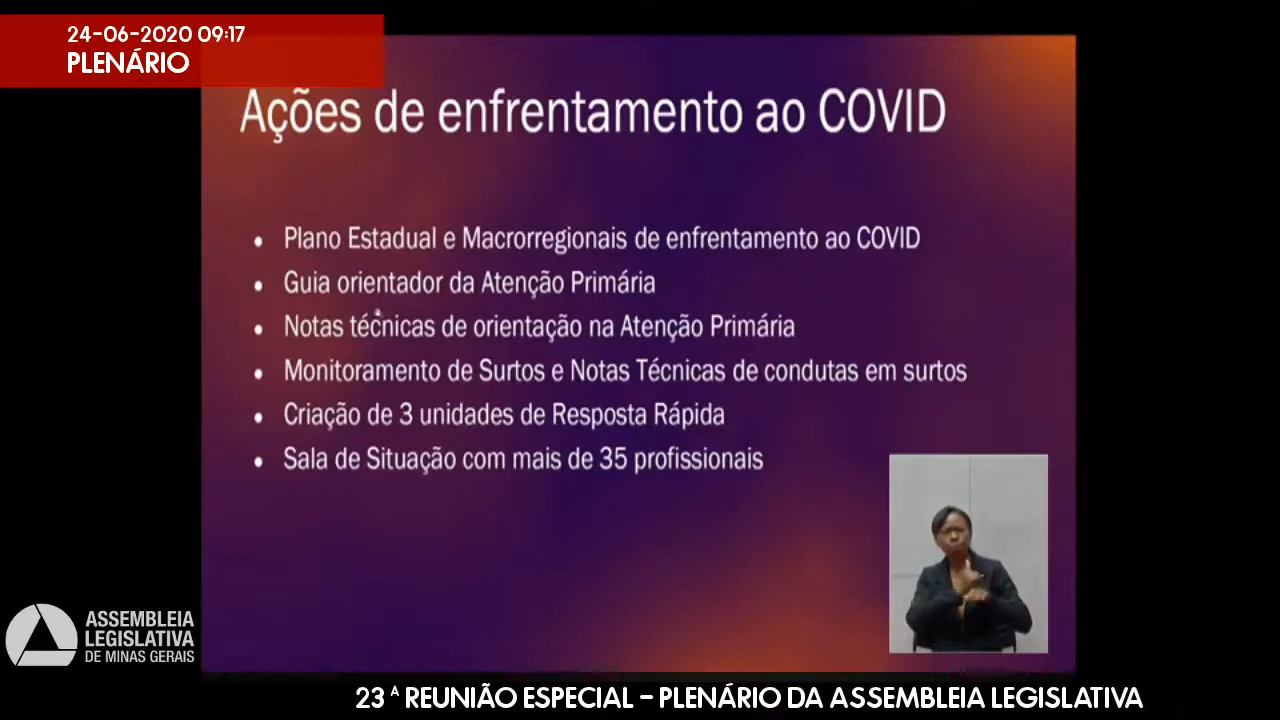 24-06-2020 09:17
PLENÁRIO
Ações de enfrentamento ao COVID
• Plano Estadual e Macrorregionais de enfrentamento ao COVID
• Guia orientador da Atenção Primária
• Notas técnicas de orientação na Atenção Primária
• Monitoramento de Surtos e Notas Técnicas de condutas em surtos
• Criação de 3 unidades de Resposta Rápida
• Sala de Situação com mais de 35 profissionais
ASSEMBLEIA
LEGISLATIVA
DE MINAS GERAIS
23ª REUNIÃO ESPECIAL – PLENÁRIO DA ASSEMBLEIA LEGISLATIVA